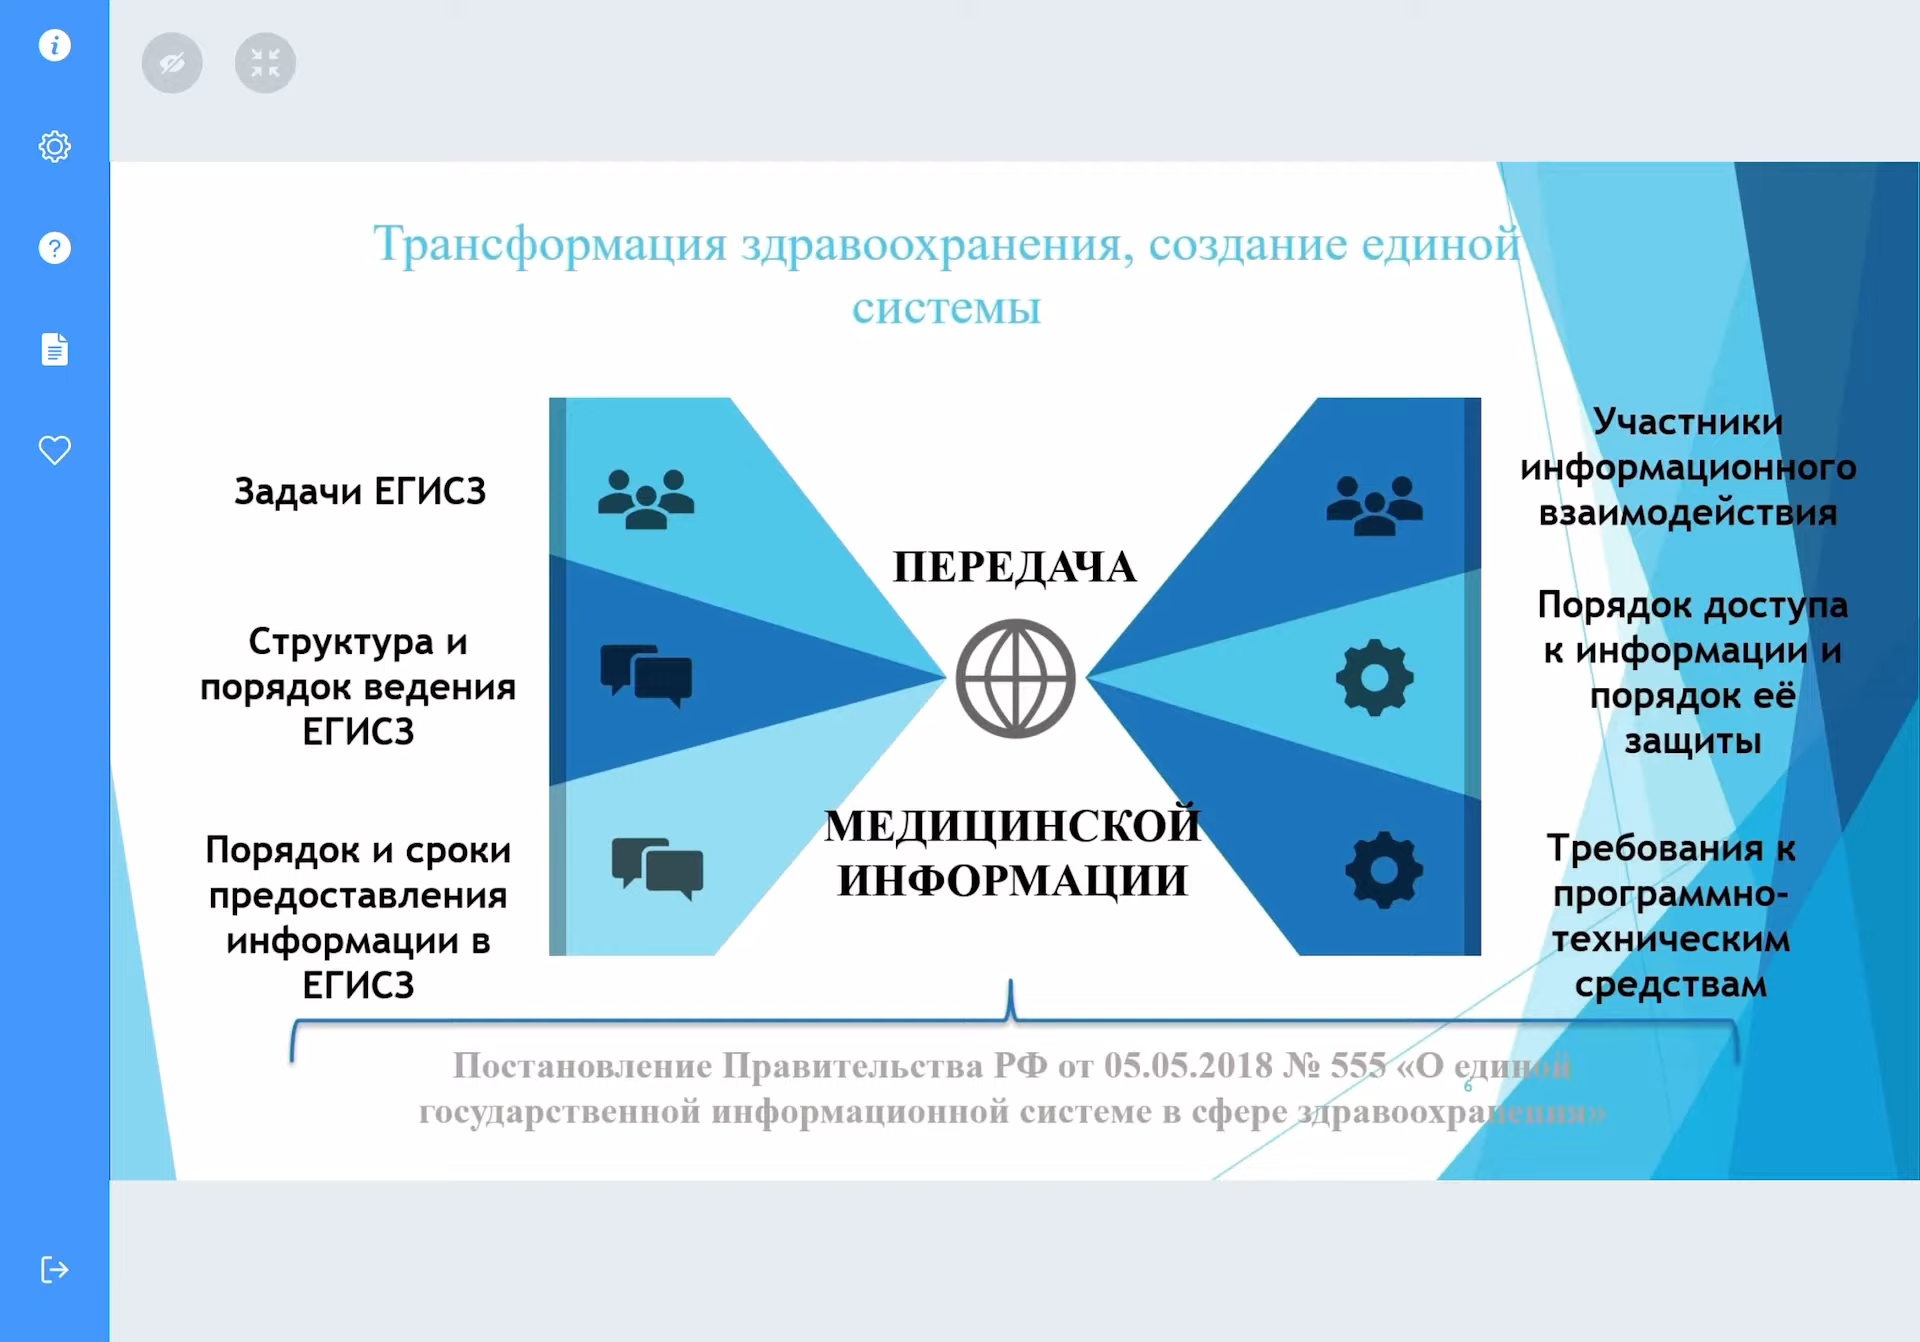 Трансформация здравоохранения, создание единой
системы
Задачи ЕГИСЗ
Структура и
порядок ведения
ЕГИСЗ
Порядок и сроки
предоставления
информации в
ЕГИСЗ
ПЕРЕДАЧА
МЕДИЦИНСКОЙ
ИНФОРМАЦИИ
Участники
информационного
взаимодействия
Порядок доступа
к информации и
порядок её
защиты
Требования к
программно-
техническим
средствам
Постановление Правительства РФ от 05.05.2018 № 555 «О единой
государственной информационной системе в сфере здравоохранения»
6